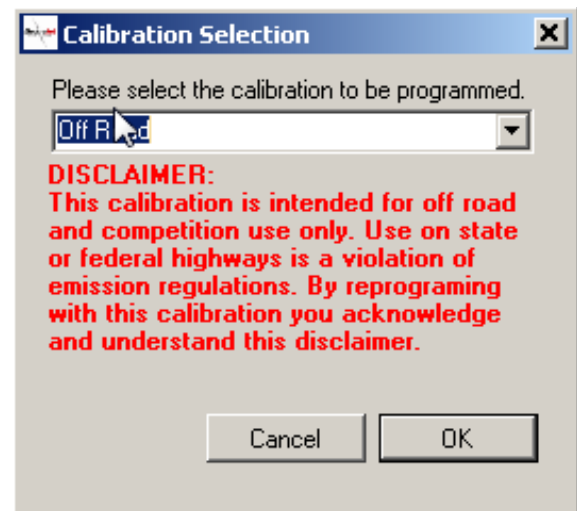 Calibration Selection
Please select the calibration to be programmed.
Off Road
DISCLAIMER:
This calibration is intended for off road
and competition use only. Use on state
or federal highways is a violation of
emission regulations. By reprograming
with this calibration you acknowledge
and understand this disclaimer.
Cancel OK